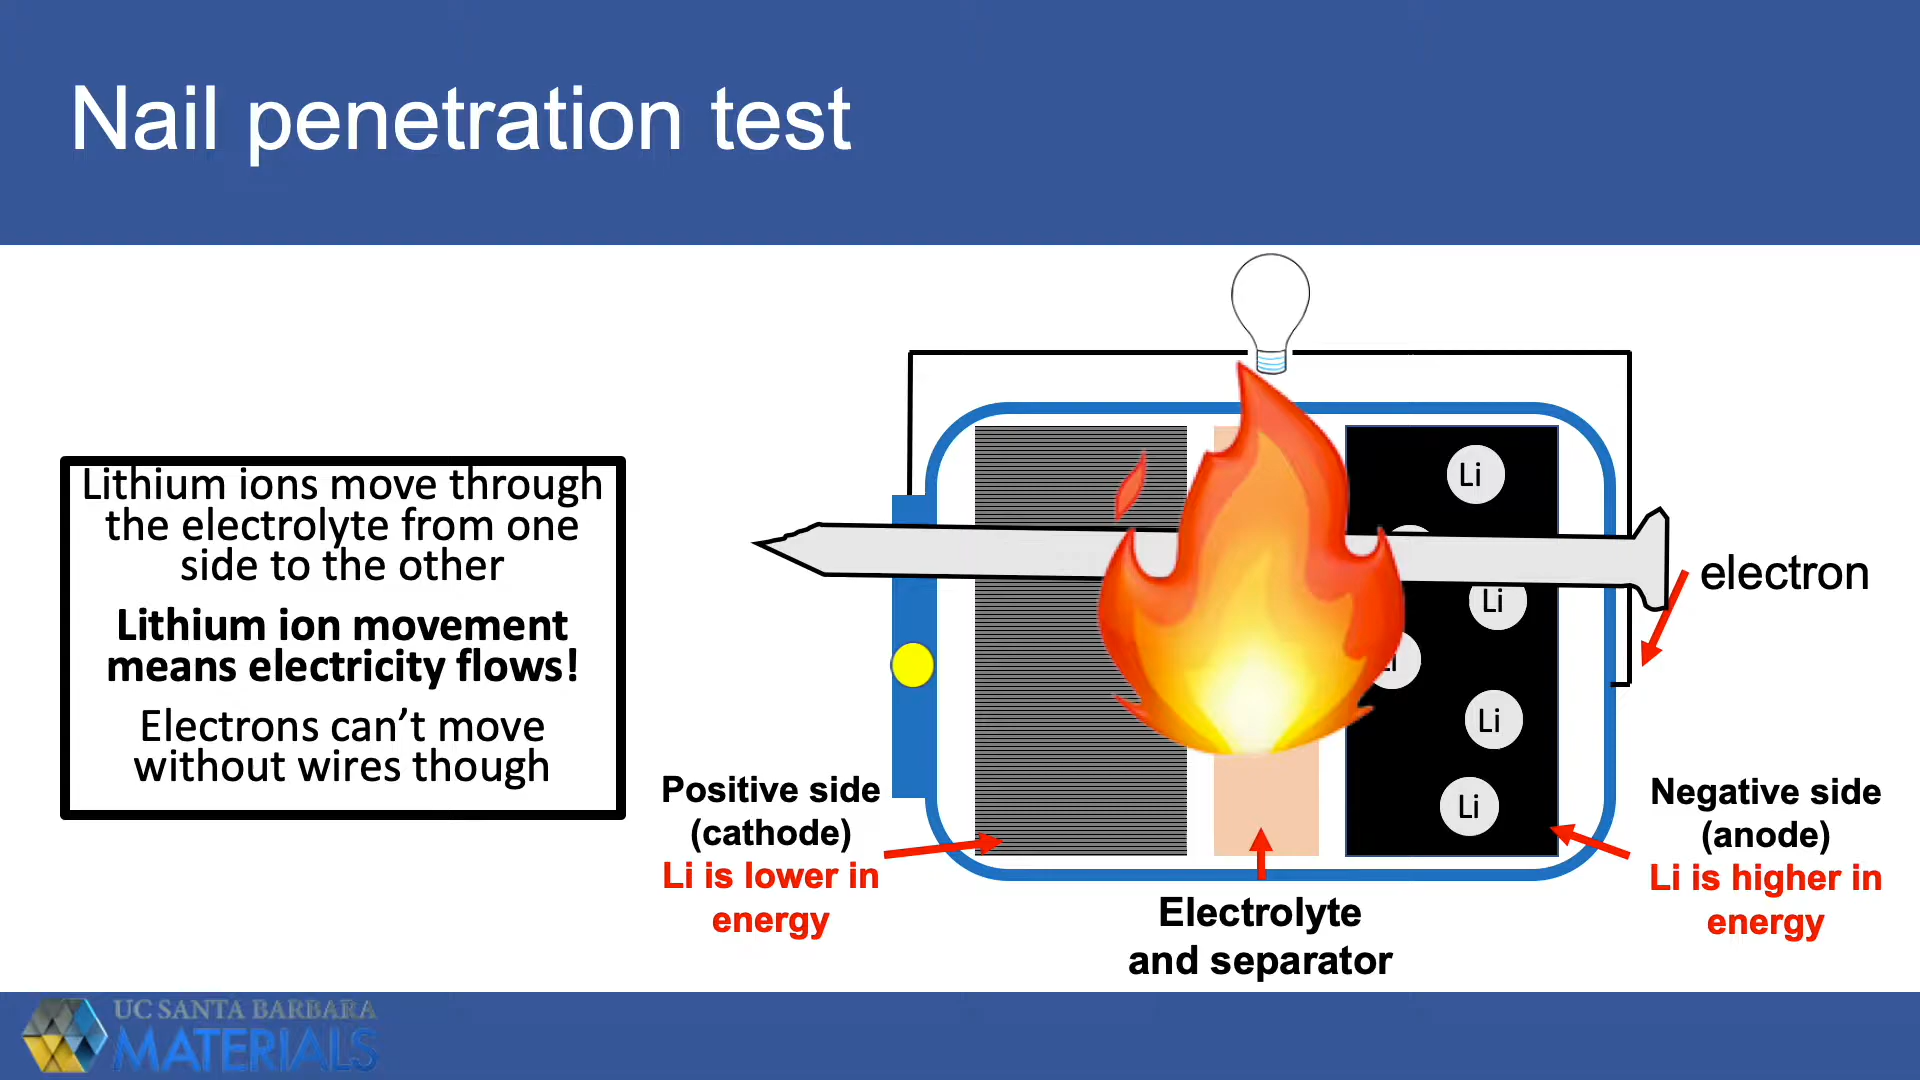 Nail penetration test
Lithium ions move through
the electrolyte from one
side to the other
Lithium ion movement
means electricity flows!
Electrons can’t move
without wires though
Li
Li
Li
Li
Li
electron
Positive side
(cathode)
Li is lower in
energy
Electrolyte
and separator
Negative side
(anode)
Li is higher in
energy
UC SANTA BARBARA
MATERIALS